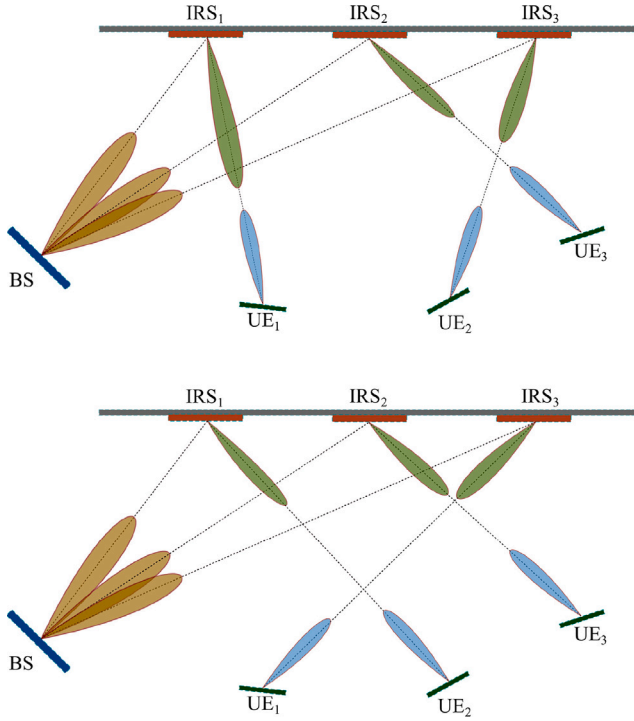 IRS₁ IRS₂ IRS₃
BS
UE₃
UE₁ UE₂
IRS₁ IRS₂ IRS₃
UE₃
BS
UE₁ UE₂